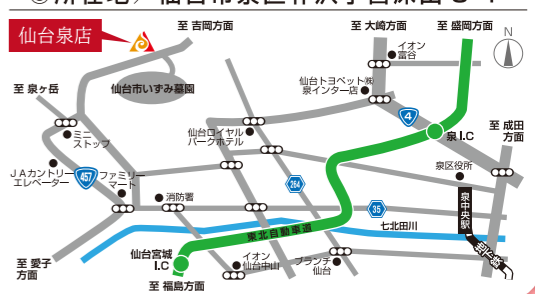 仙台泉店
至 吉岡方面
至 大崎方面
至 盛岡方面
N
イオン
富谷
至 泉ヶ岳
仙台市いずみ墓園
仙台トヨペット㈱
泉インター店
4
泉I.C
至 成田
方面
ミニ
ストップ
仙台ロイヤル
パークホテル
JAカントリー
エレベーター
457
ファミリー
マート
264
泉区役所
消防署
35
泉中央駅
七北田川
東北自動車道
地下鉄
仙台宮城
I.C
至 愛子
方面
イオン
仙台中山
ブランチ
仙台
至 福島方面